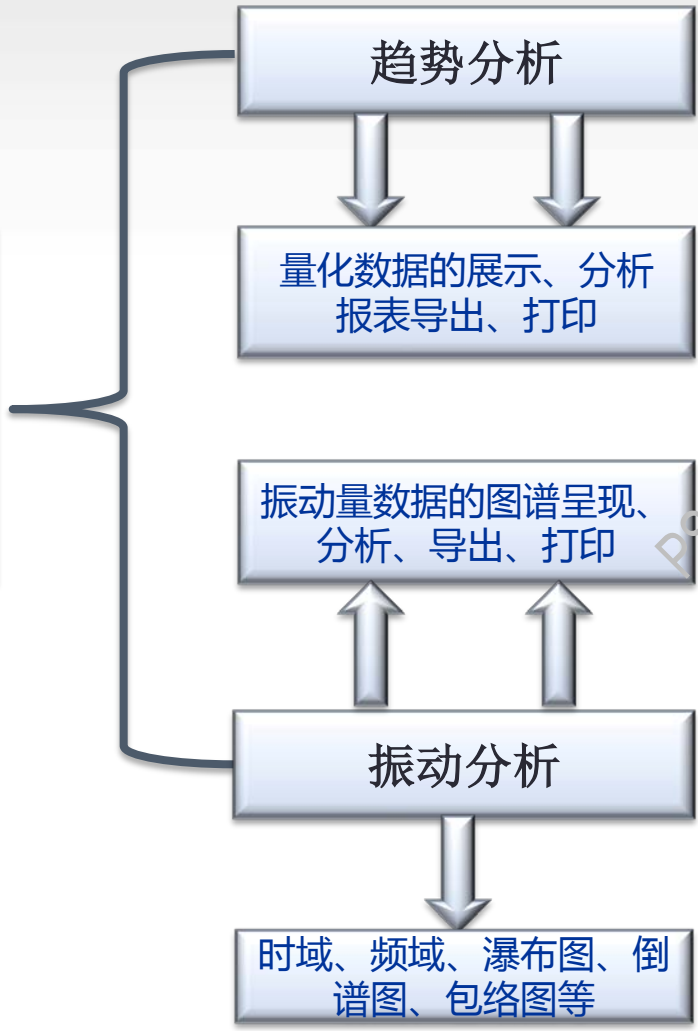 趋势分析
量化数据的展示、分析
报表导出、打印
振动量数据的图谱呈现、
分析、导出、打印
振动分析
时域、频域、瀑布图、倒
谱图、包络图等